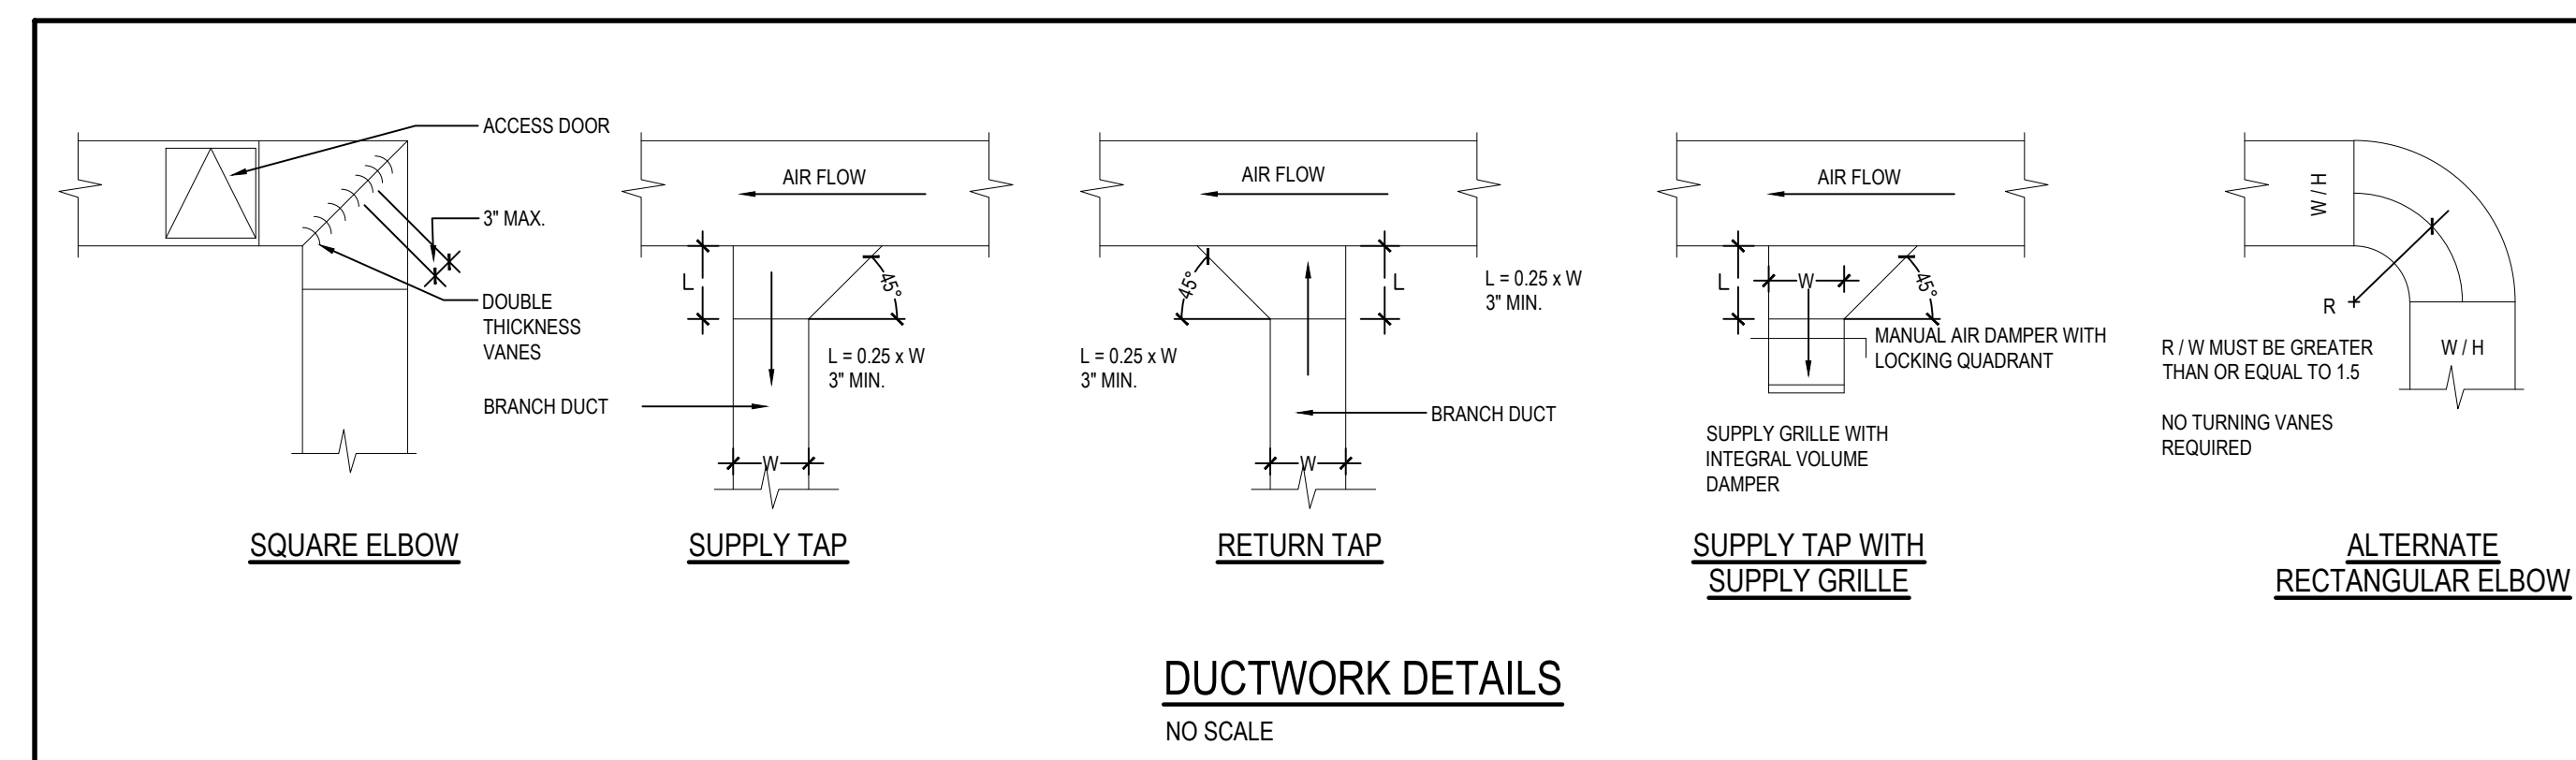 ACCESS DOOR
3" MAX.
DOUBLE
THICKNESS
VANES
SQUARE ELBOW
AIR FLOW
L
45°
L = 0.25 x W
3" MIN.
BRANCH DUCT
W
SUPPLY TAP
AIR FLOW
45°
L
L = 0.25 x W
3" MIN.
L = 0.25 x W
3" MIN.
BRANCH DUCT
W
RETURN TAP
AIR FLOW
L
W
45°
MANUAL AIR DAMPER WITH
LOCKING QUADRANT
SUPPLY GRILLE WITH
INTEGRAL VOLUME
DAMPER
SUPPLY TAP WITH
SUPPLY GRILLE
W / H
R
W / H
R / W MUST BE GREATER
THAN OR EQUAL TO 1.5
NO TURNING VANES
REQUIRED
ALTERNATE
RECTANGULAR ELBOW
DUCTWORK DETAILS
NO SCALE